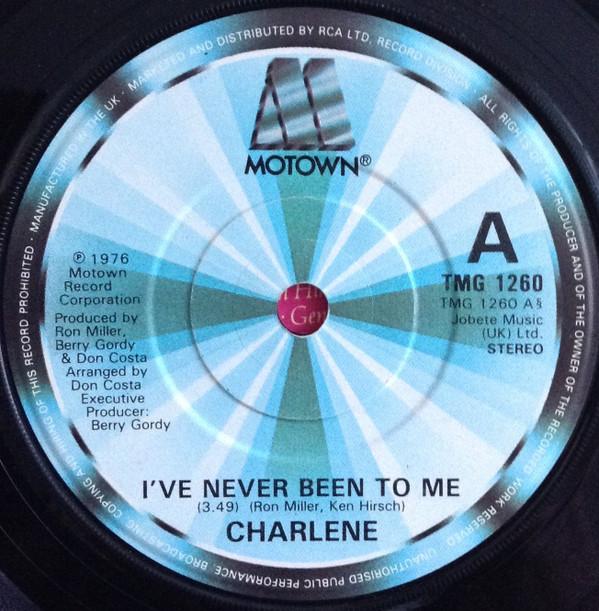 MANUFACTURED IN THE UK · MARKETED AND DISTRIBUTED BY RCA LTD, RECORD DIVISION · ALL RIGHTS OF THE PRODUCER AND OF THE OWNER OF THE RECORDED WORK RESERVED. UNAUTHORISED PUBLIC PERFORMANCE, BROADCASTING, COPYING AND HIRING OF THIS RECORD PROHIBITED ·
MOTOWN®
A
TMG 1260
TMG 1260 A§
Jobete Music
(UK) Ltd.
STEREO
℗ 1976
Motown
Record
Corporation
Produced by
Ron Miller,
Berry Gordy
& Don Costa
Arranged by
Don Costa
Executive
Producer:
Berry Gordy
I'VE NEVER BEEN TO ME
(3.49) (Ron Miller, Ken Hirsch)
CHARLENE